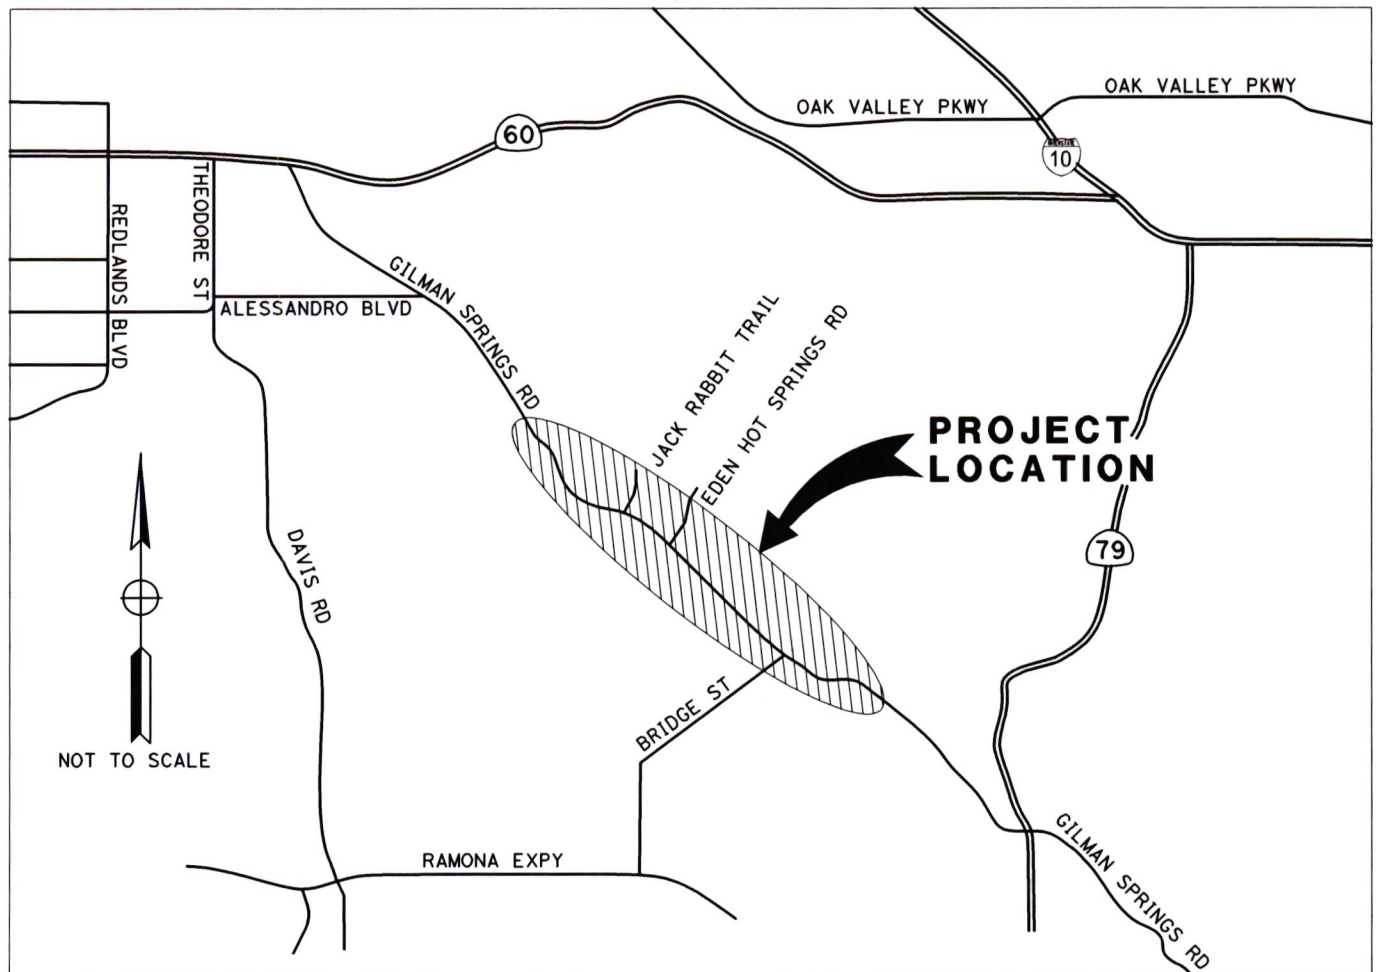 OAK VALLEY PKWY
OAK VALLEY PKWY
60
10
THEODORE ST
REDLANDS BLVD
GILMAN SPRINGS RD
ALESSANDRO BLVD
JACK RABBIT TRAIL
EDEN HOT SPRINGS RD
PROJECT
LOCATION
79
DAVIS RD
BRIDGE ST
NOT TO SCALE
RAMONA EXPY
GILMAN SPRINGS RD